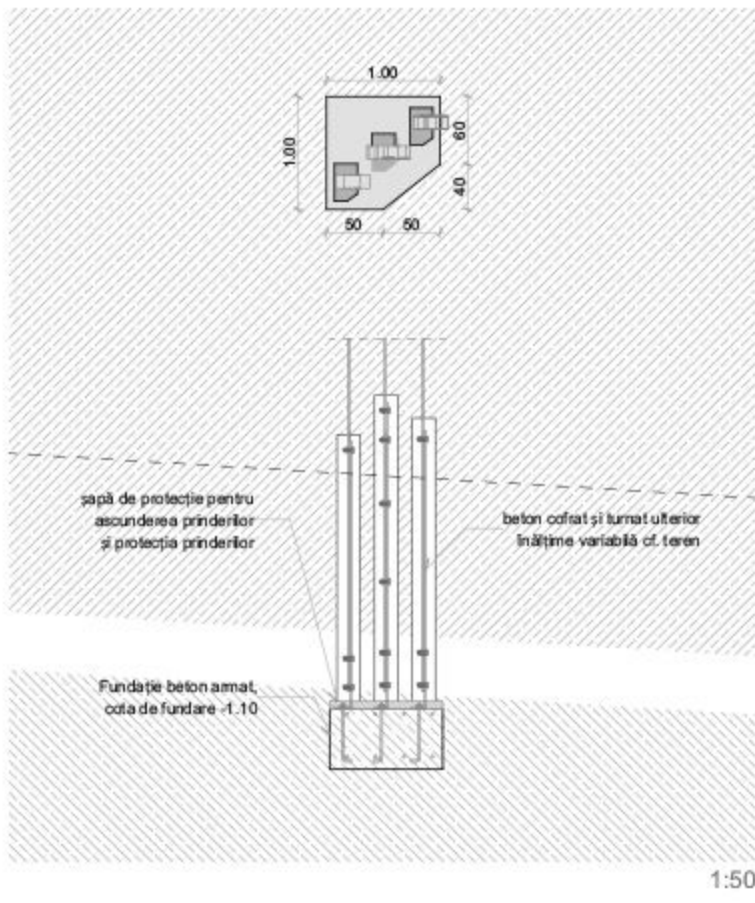 1.00
1.00
60
40
50
50
șapă de protecție pentru
ascunderea prinderilor
și protecția prinderilor
beton cofrat și turnat ulterior
înălțime variabilă cf. teren
Fundație beton armat,
cota de fundare -1.10
1:50